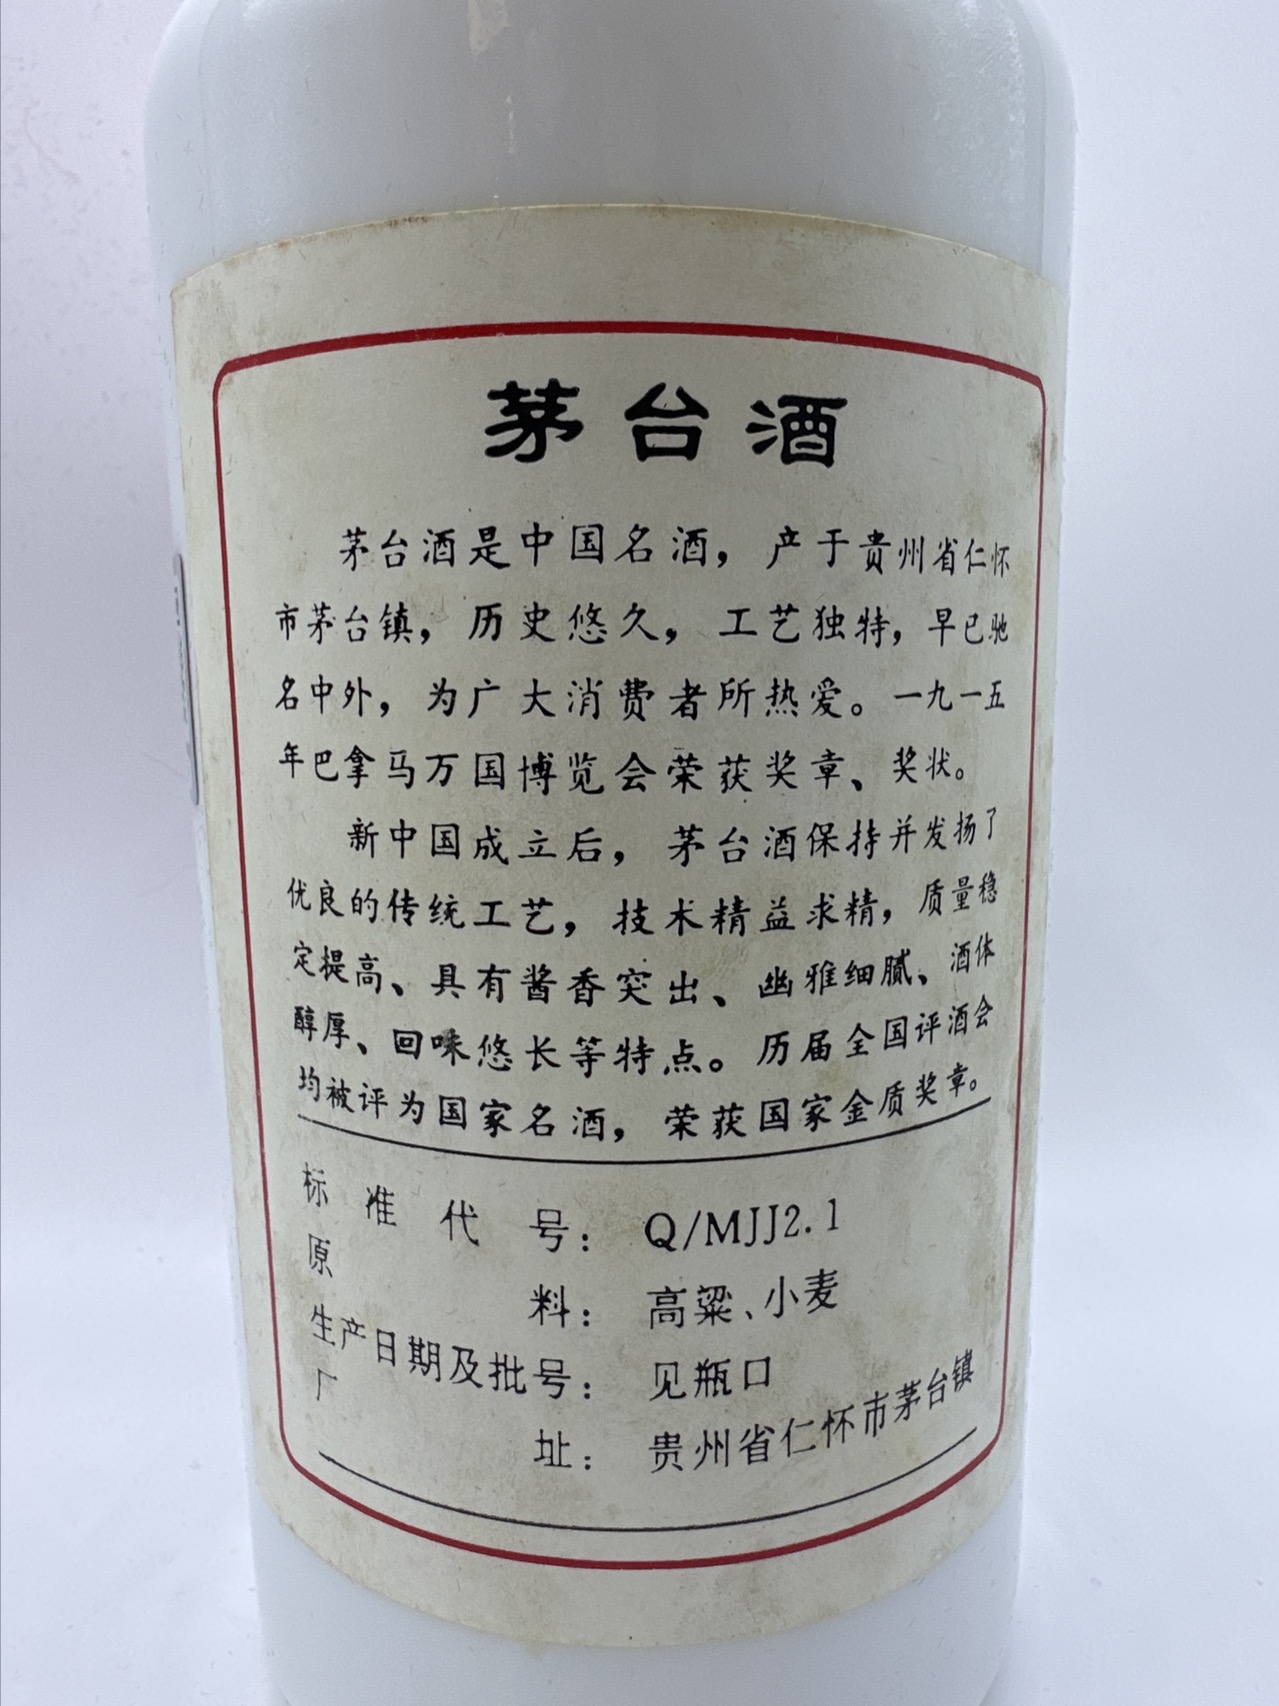 茅台酒
茅台酒是中国名酒，产于贵州省仁怀
市茅台镇，历史悠久，工艺独特，早已驰
名中外，为广大消费者所热爱。一九一五
年巴拿马万国博览会荣获奖章、奖状。
新中国成立后，茅台酒保持并发扬了
优良的传统工艺，技术精益求精，质量稳
定提高、具有酱香突出、幽雅细腻、酒体
醇厚、回味悠长等特点。历届全国评酒会
均被评为国家名酒，荣获国家金质奖章。
标准代号：Q/MJJ2.1
原料：高粱、小麦
生产日期及批号：见瓶口
厂址：贵州省仁怀市茅台镇